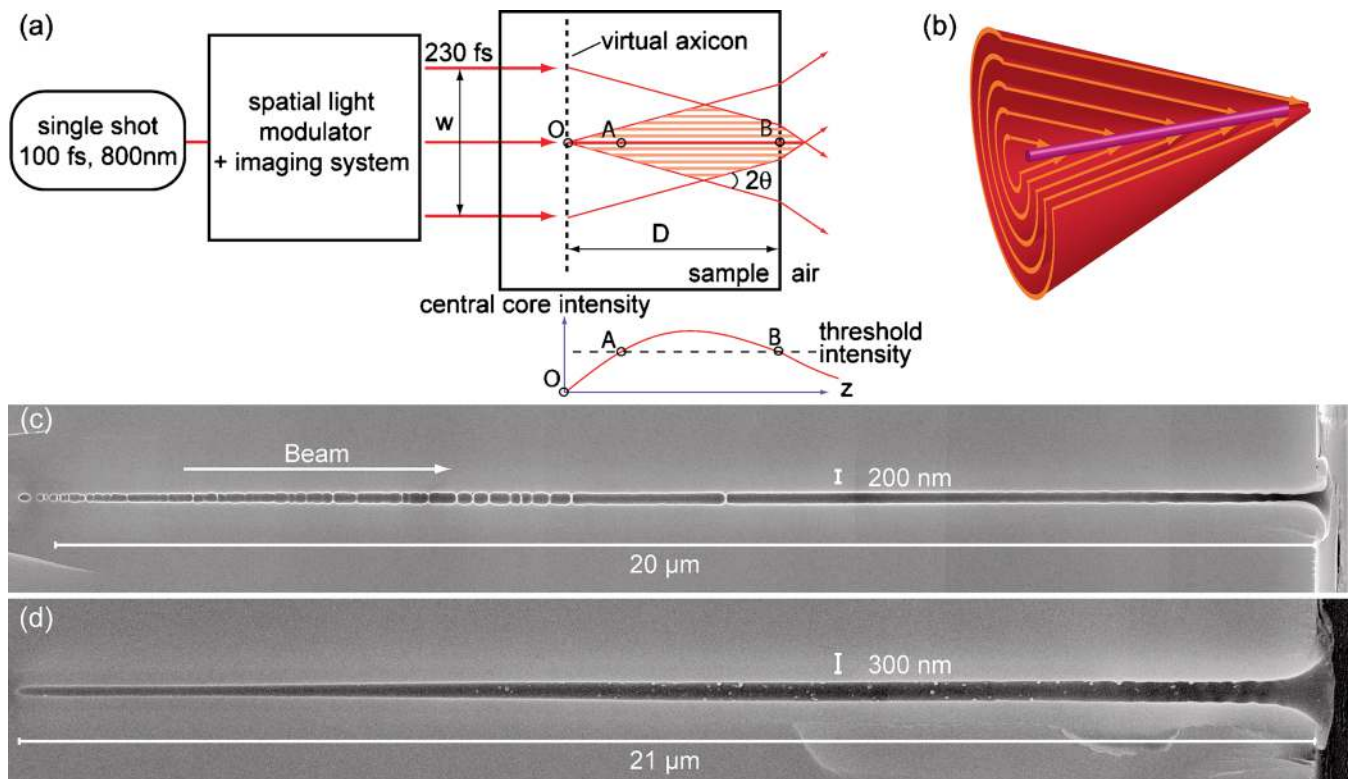 (a)
single shot
100 fs, 800nm
spatial light
modulator
+ imaging system
230 fs
w
virtual axicon
O
A
B
2θ
D
sample
air
central core intensity
A
B
threshold
intensity
O
z
(b)
(c)
Beam
200 nm
20 µm
(d)
300 nm
21 µm